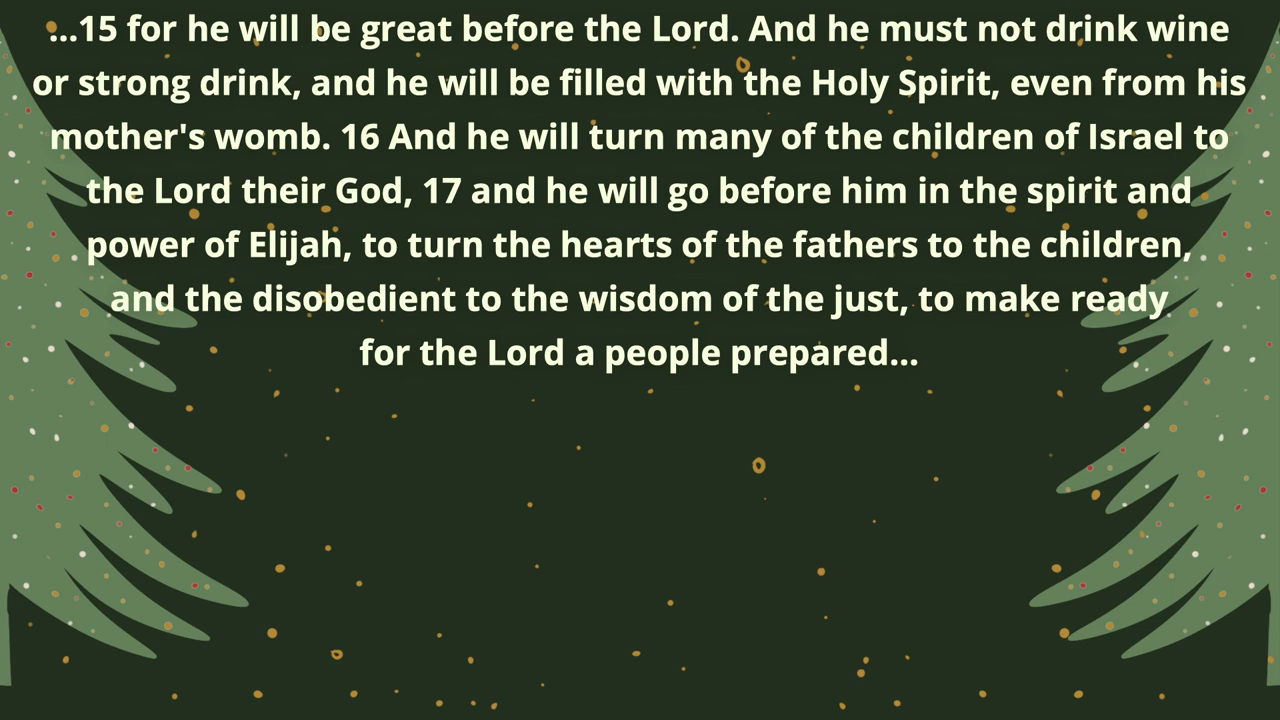 ...15 for he will be great before the Lord. And he must not drink wine
or strong drink, and he will be filled with the Holy Spirit, even from his
mother's womb. 16 And he will turn many of the children of Israel to
the Lord their God, 17 and he will go before him in the spirit and
power of Elijah, to turn the hearts of the fathers to the children,
and the disobedient to the wisdom of the just, to make ready
for the Lord a people prepared...